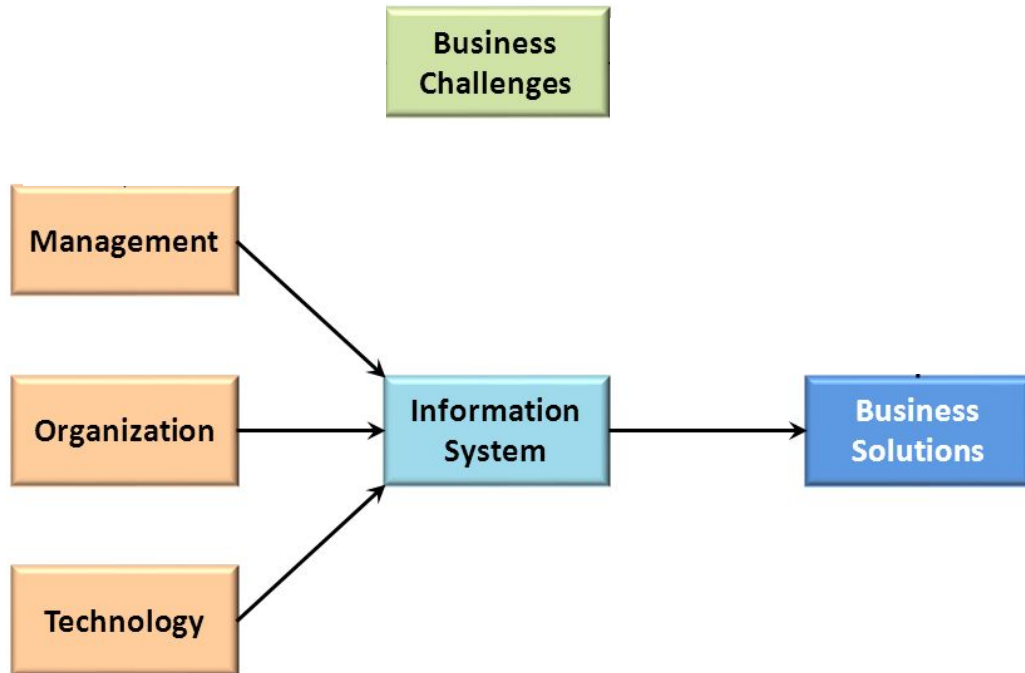 Business
Challenges
Management
Organization
Information
System
Business
Solutions
Technology